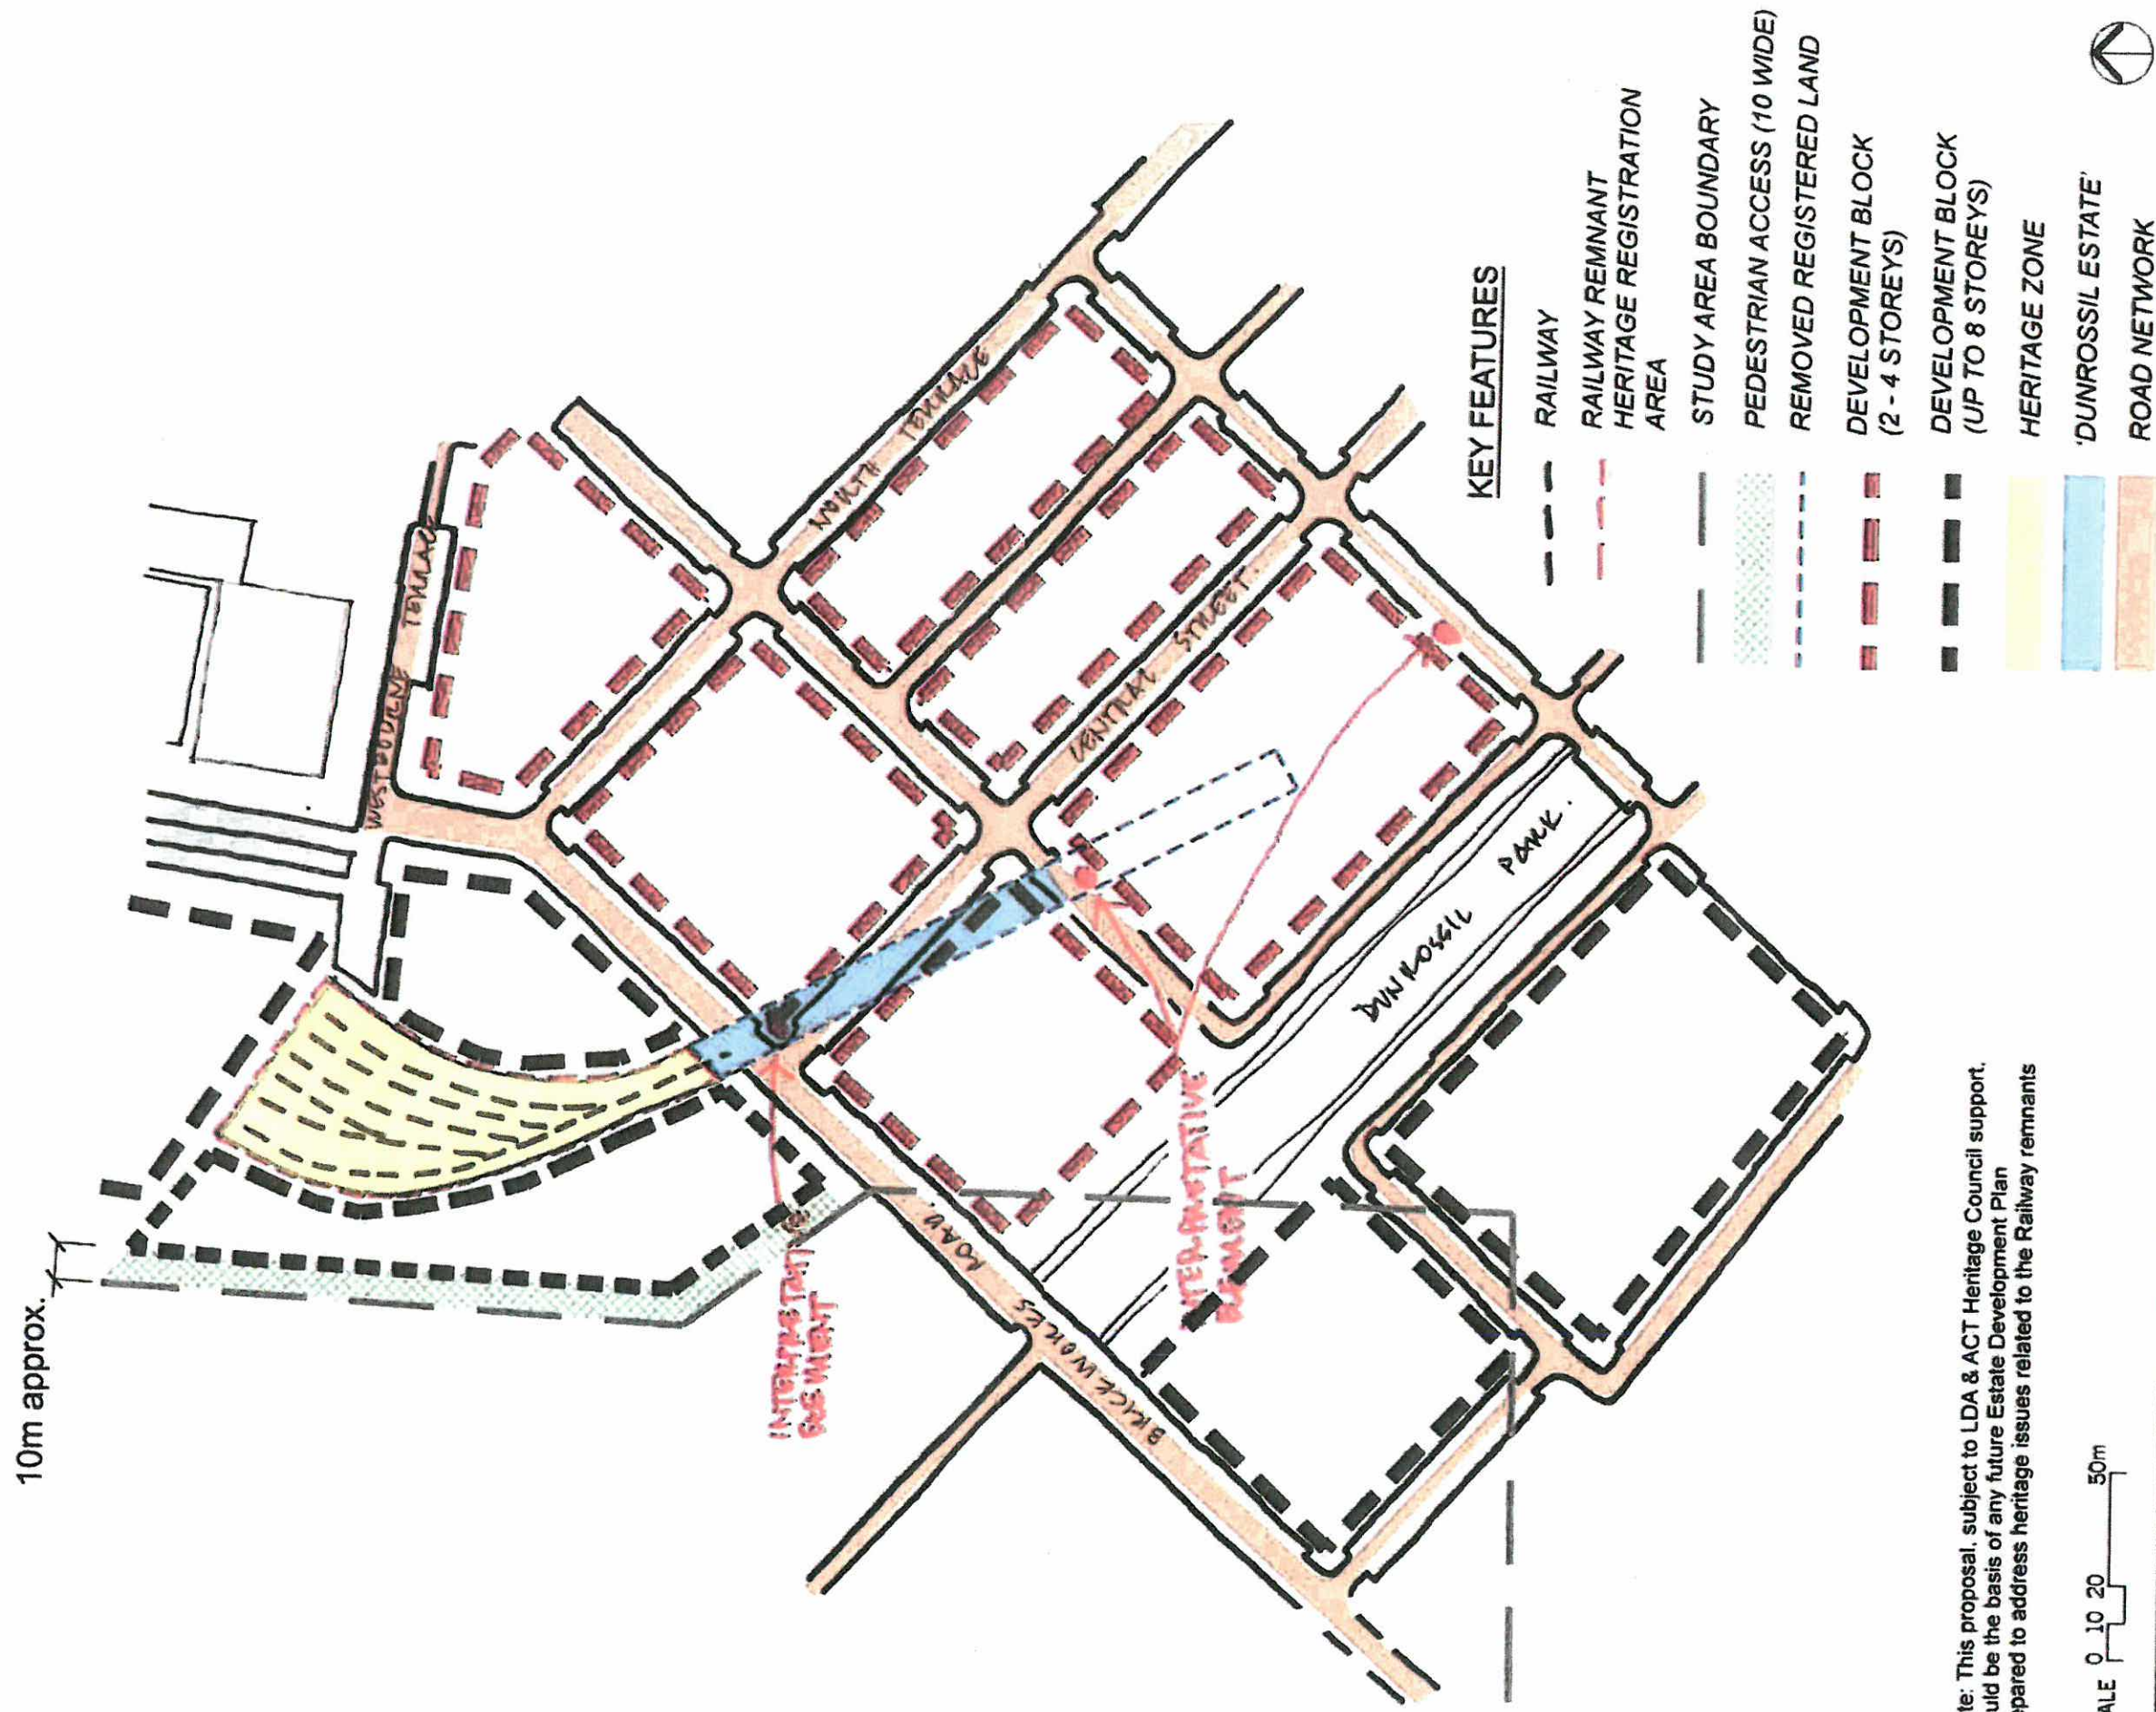 10m approx.
WESTBOURNE TERRACE
NORTH TERRACE
CENTRAL STREET.
DUNROSSIL PARK.
BRICKWORKS ROAD.
INTERPRETATIVE
ELEMENT
INTERPRETATIVE
ELEMENT
KEY FEATURES
RAILWAY
RAILWAY REMNANT
HERITAGE REGISTRATION
AREA
STUDY AREA BOUNDARY
PEDESTRIAN ACCESS (10 WIDE)
REMOVED REGISTERED LAND
DEVELOPMENT BLOCK
(2 - 4 STOREYS)
DEVELOPMENT BLOCK
(UP TO 8 STOREYS)
HERITAGE ZONE
'DUNROSSIL ESTATE'
ROAD NETWORK
te: This proposal, subject to LDA & ACT Heritage Council support,
uld be the basis of any future Estate Development Plan
epared to address heritage issues related to the Railway remnants
ALE 0 10 20 50m